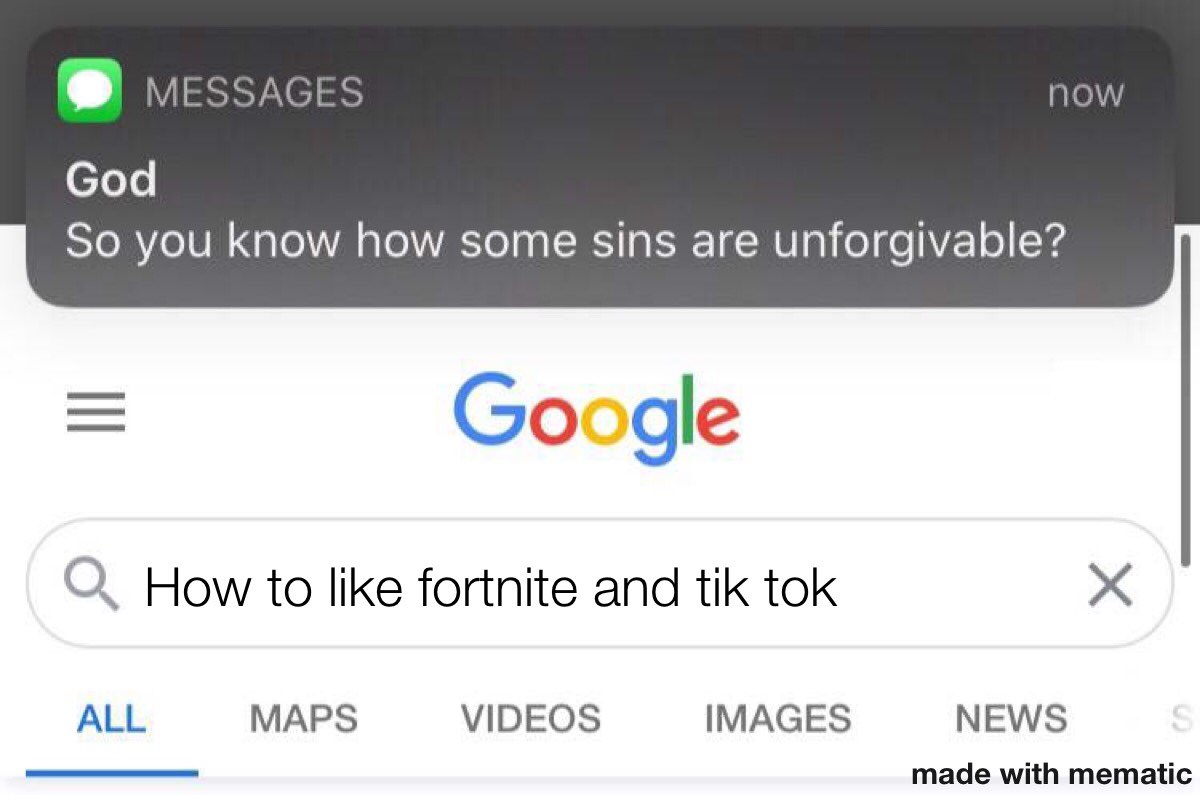 MESSAGES now
God
So you know how some sins are unforgivable?
Google
How to like fortnite and tik tok
ALL MAPS VIDEOS IMAGES NEWS S
made with mematic